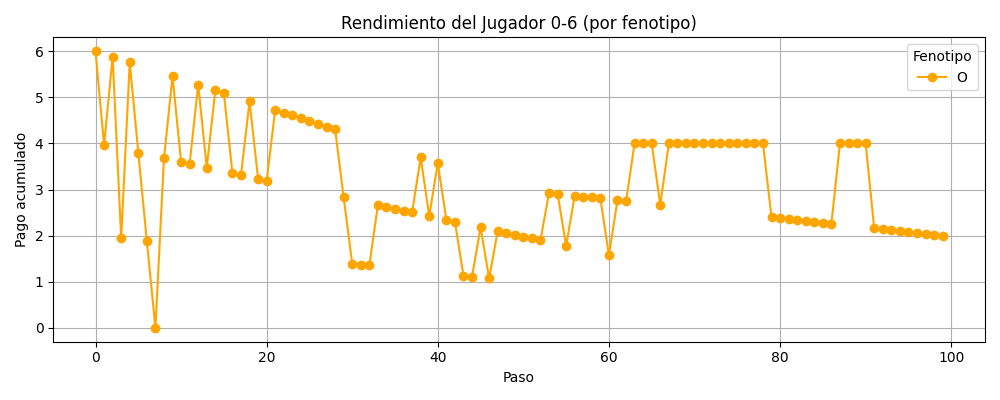 Rendimiento del Jugador 0-6 (por fenotipo)
Pago acumulado
6
5
4
3
2
1
0
Fenotipo
O
0 20 40 60 80 100
Paso